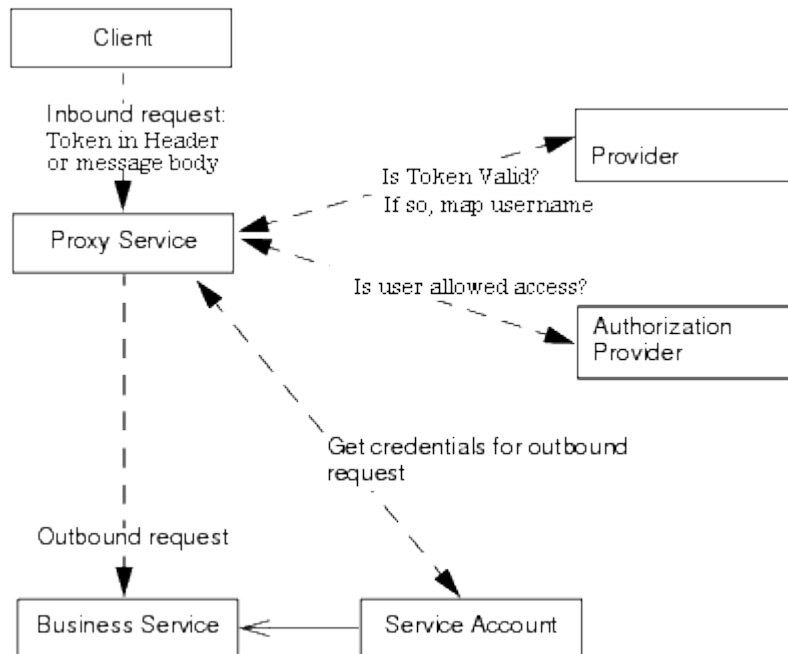 Client
Inbound request:
Token in Header
or message body
Provider
Is Token Valid?
If so, map username
Proxy Service
Is user allowed access?
Authorization
Provider
Get credentials for outbound
request
Outbound request
Business Service
Service Account